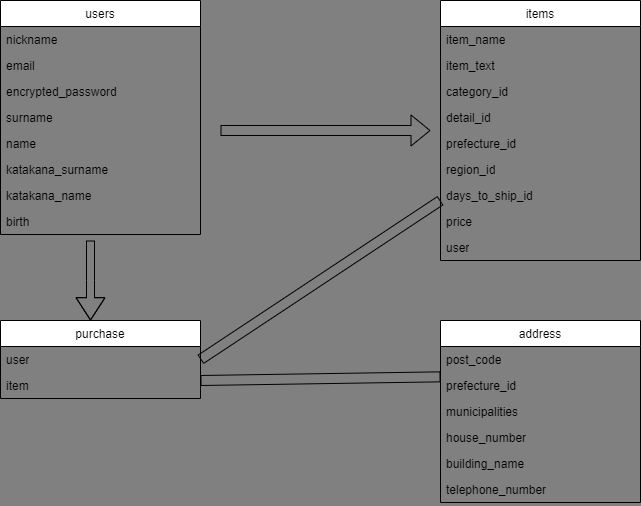 users
nickname
email
encrypted_password
surname
name
katakana_surname
katakana_name
birth
items
item_name
item_text
category_id
detail_id
prefecture_id
region_id
days_to_ship_id
price
user
purchase
user
item
address
post_code
prefecture_id
municipalities
house_number
building_name
telephone_number